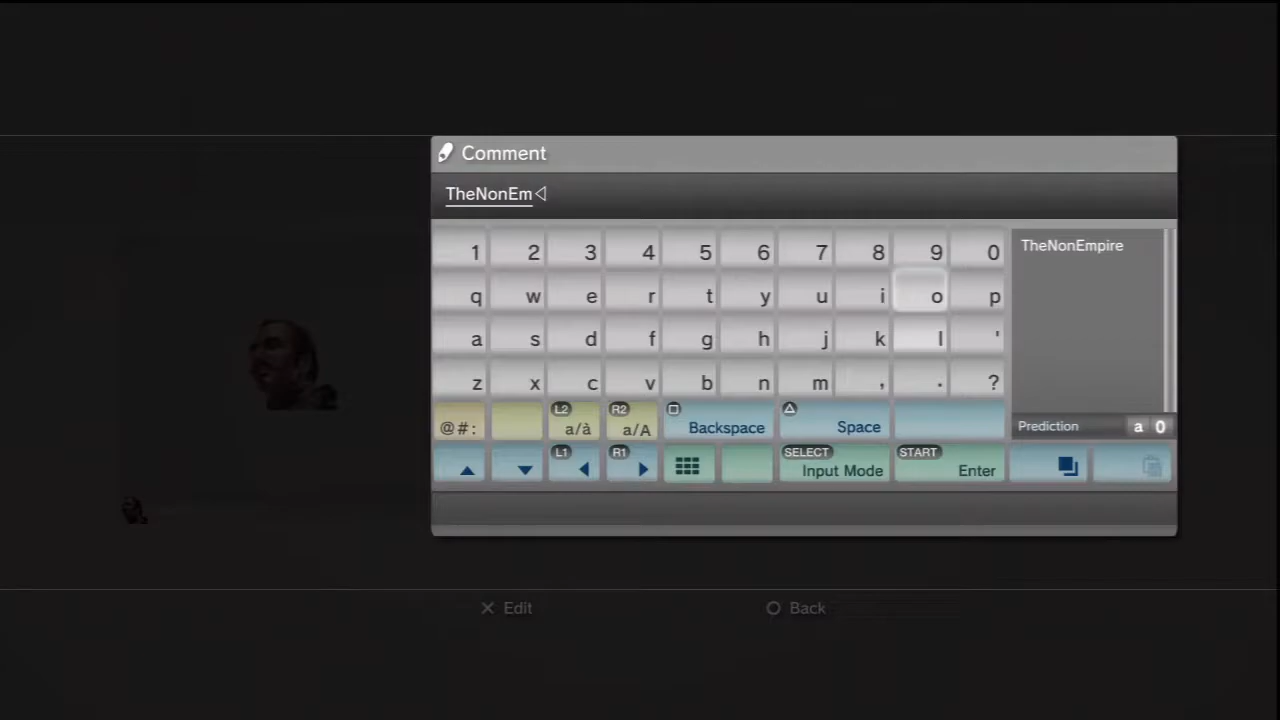 Comment
TheNonEm
1 2 3 4 5 6 7 8 9 0
TheNonEmpire
q w e r t y u i o p
a s d f g h j k l '
z x c v b n m , . ?
@#: L2 a/à R2 a/A Backspace Space
Prediction a 0
L1 R1 SELECT Input Mode START Enter
Edit Back